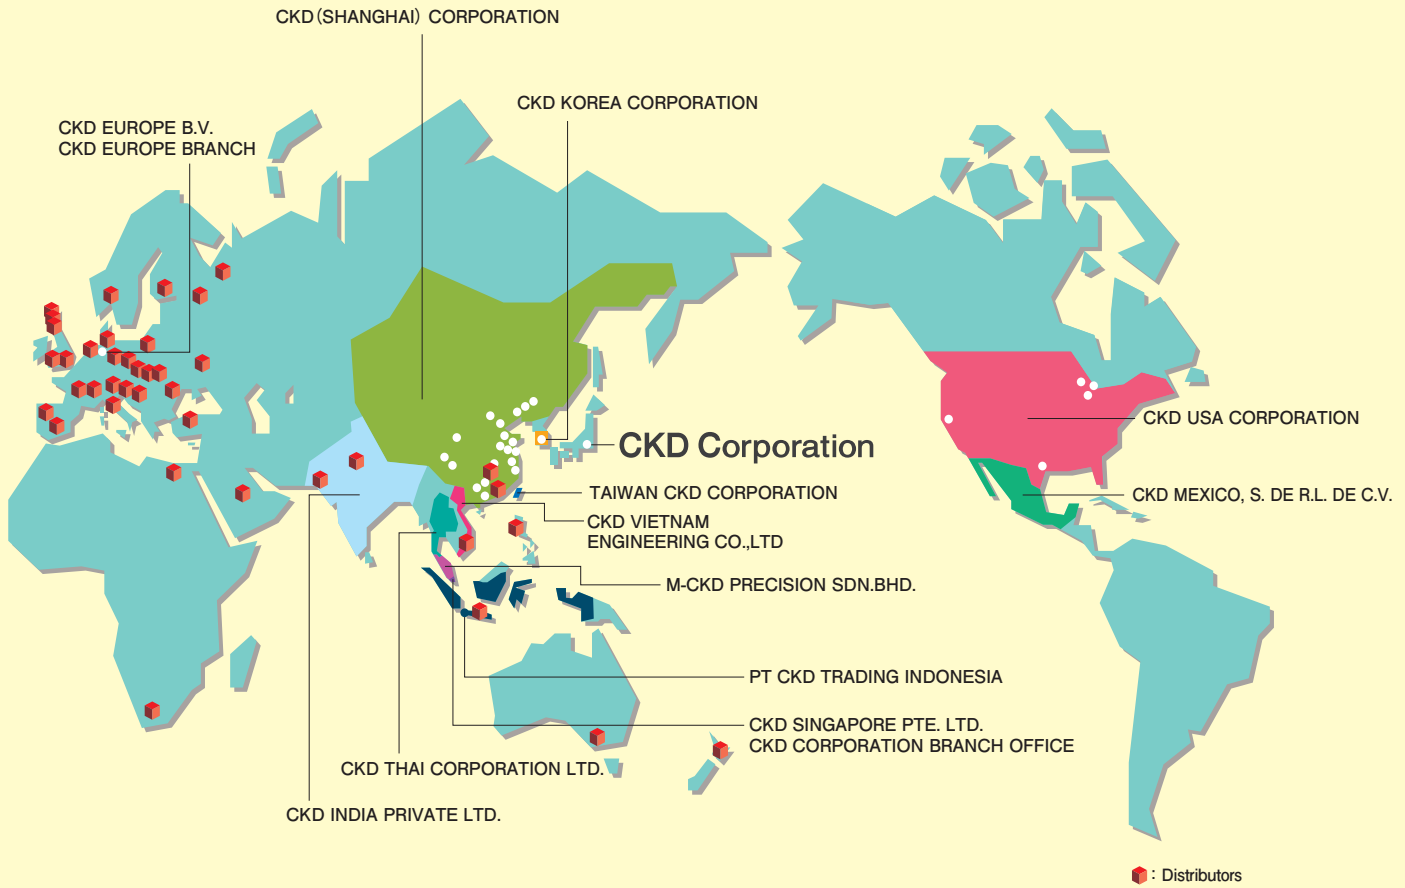 CKD(SHANGHAI) CORPORATION
CKD KOREA CORPORATION
CKD EUROPE B.V.
CKD EUROPE BRANCH
CKD USA CORPORATION
CKD Corporation
TAIWAN CKD CORPORATION
CKD MEXICO, S. DE R.L. DE C.V.
CKD VIETNAM
ENGINEERING CO.,LTD
M-CKD PRECISION SDN.BHD.
PT CKD TRADING INDONESIA
CKD SINGAPORE PTE. LTD.
CKD CORPORATION BRANCH OFFICE
CKD THAI CORPORATION LTD.
CKD INDIA PRIVATE LTD.
: Distributors